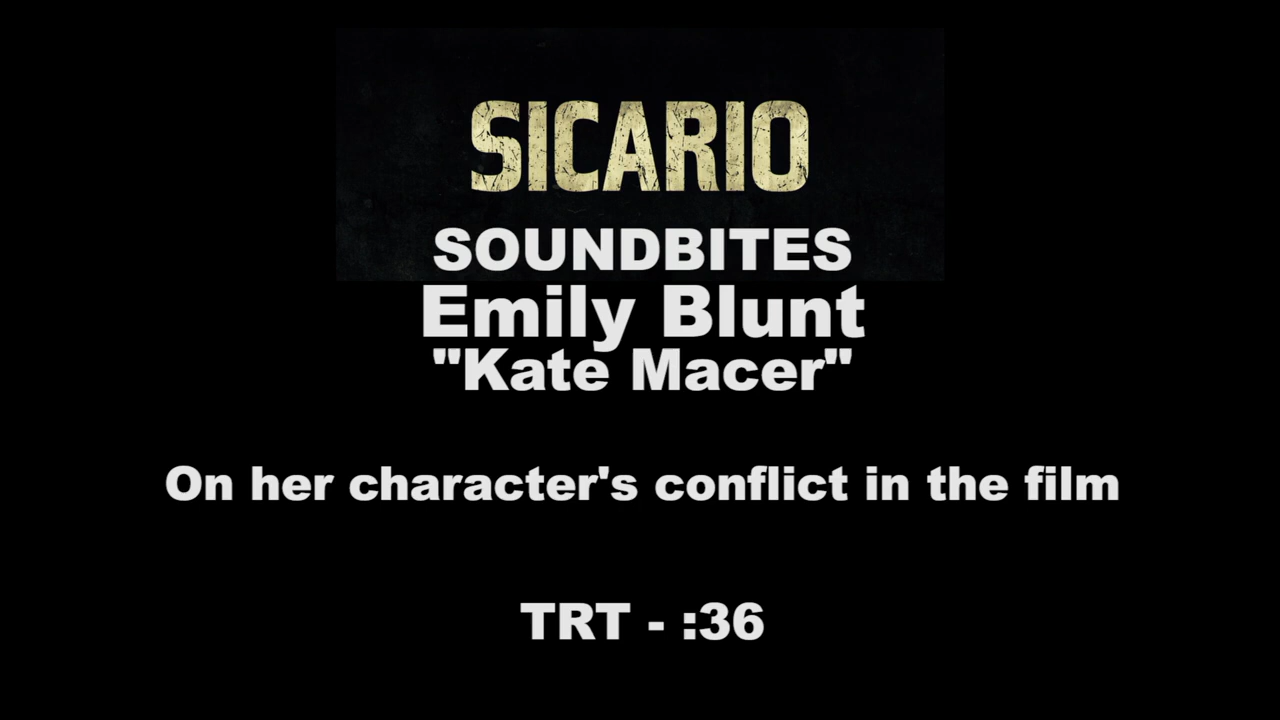 SICARIO
SOUNDBITES
Emily Blunt
"Kate Macer"
On her character's conflict in the film
TRT - :36